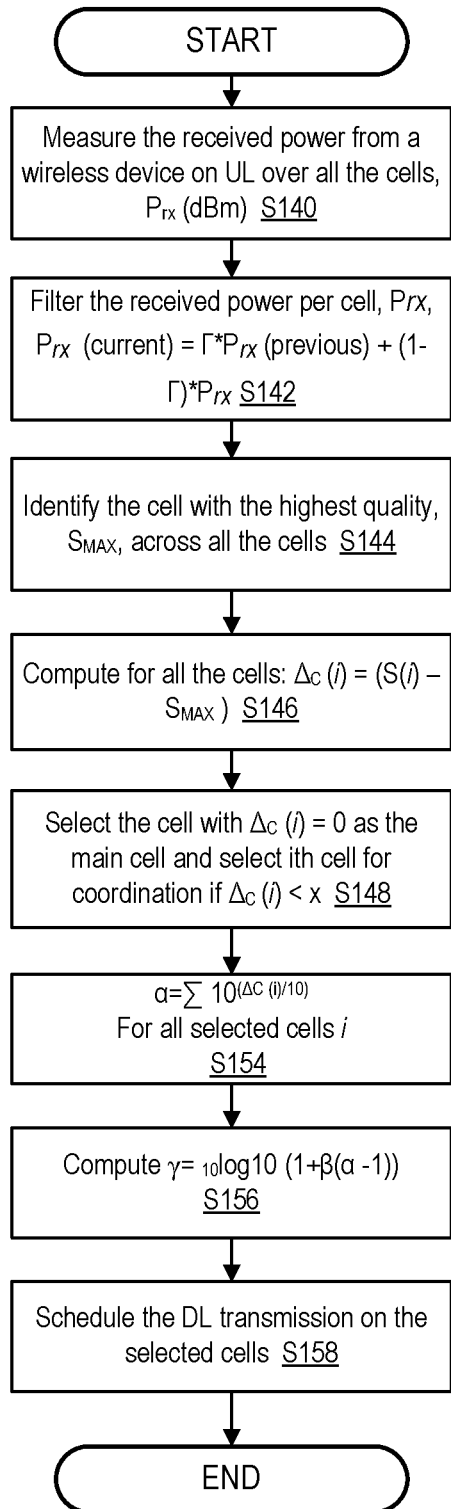 START
Measure the received power from a
wireless device on UL over all the cells,
Prx (dBm) S140
Filter the received power per cell, Prx,
Prx (current) = Γ*Prx (previous) + (1-
Γ)*Prx S142
Identify the cell with the highest quality,
SMAX, across all the cells S144
Compute for all the cells: ΔC (i) = (S(i) –
SMAX ) S146
Select the cell with ΔC (i) = 0 as the
main cell and select ith cell for
coordination if ΔC (i) < x S148
α=∑ 10^(ΔC (i)/10)
For all selected cells i
S154
Compute γ= 10log10 (1+β(α -1))
S156
Schedule the DL transmission on the
selected cells S158
END